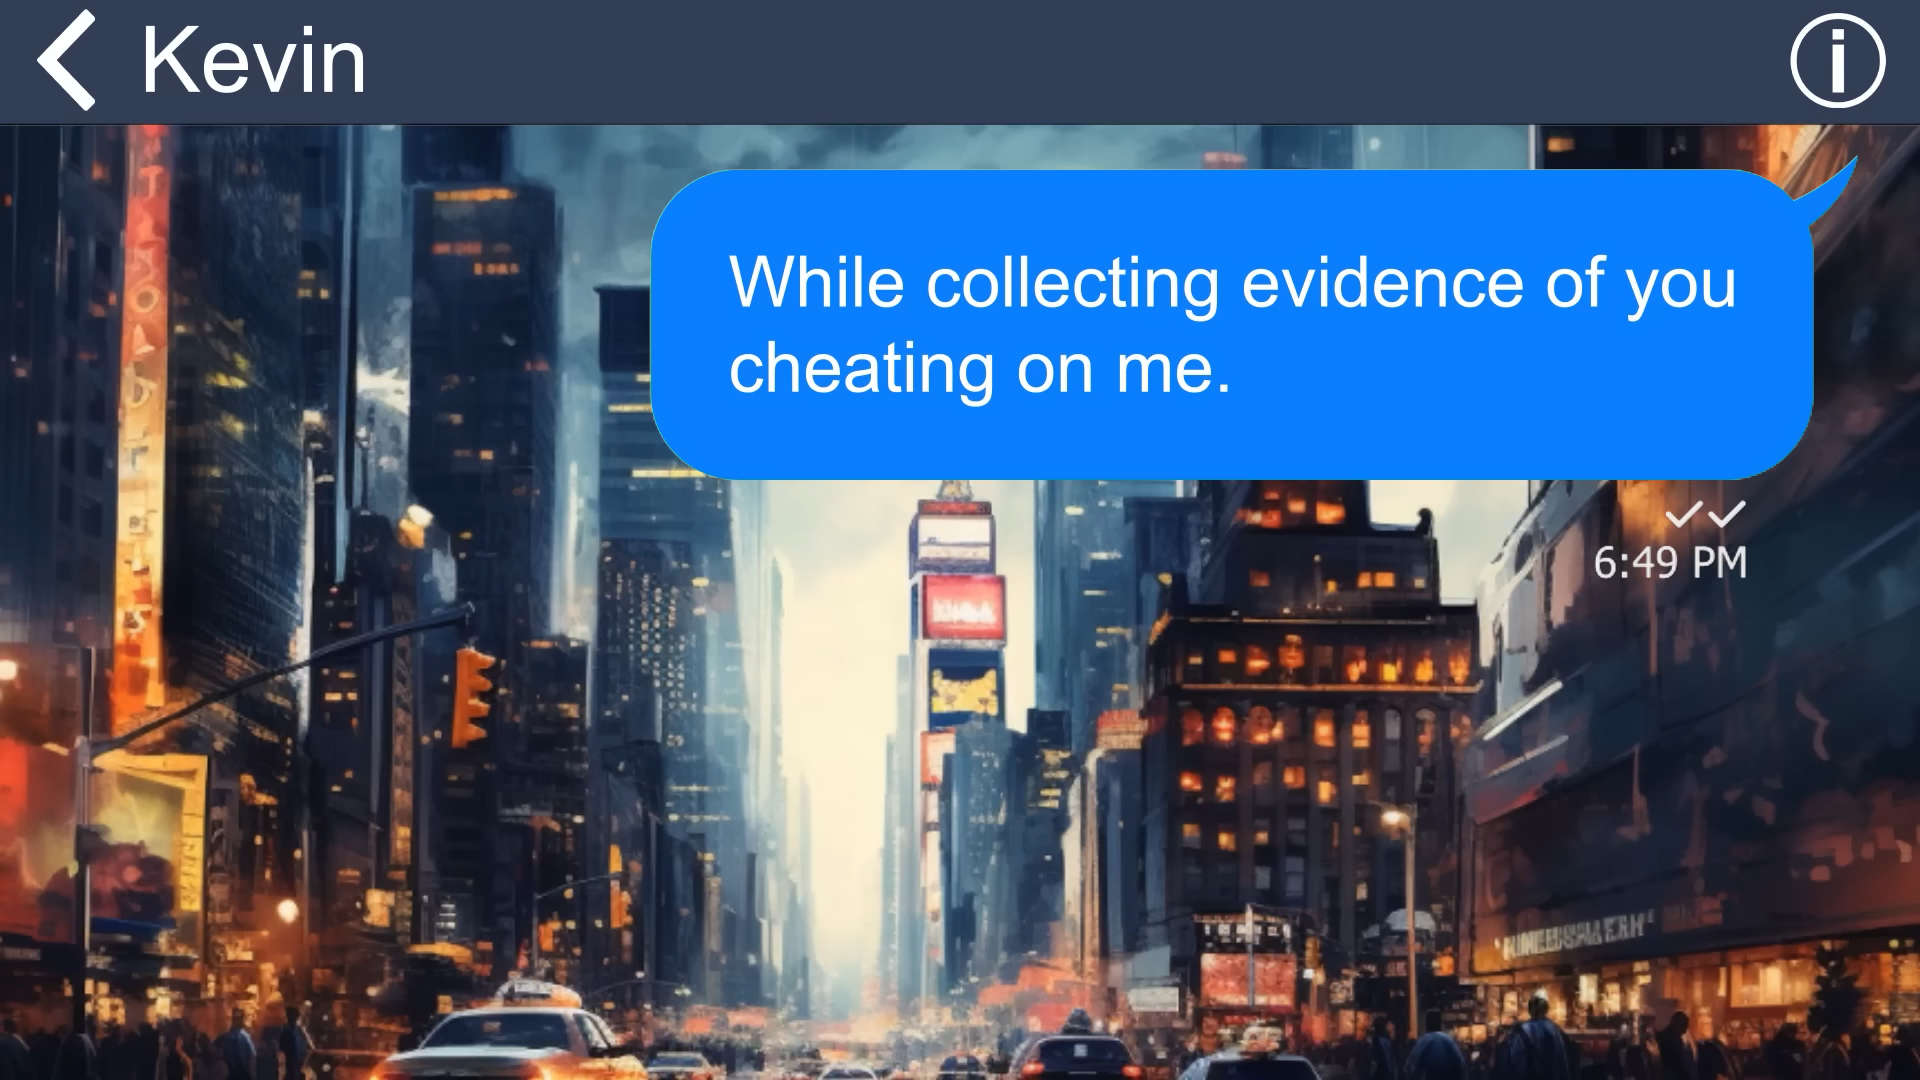 Kevin
While collecting evidence of you
cheating on me.
6:49 PM